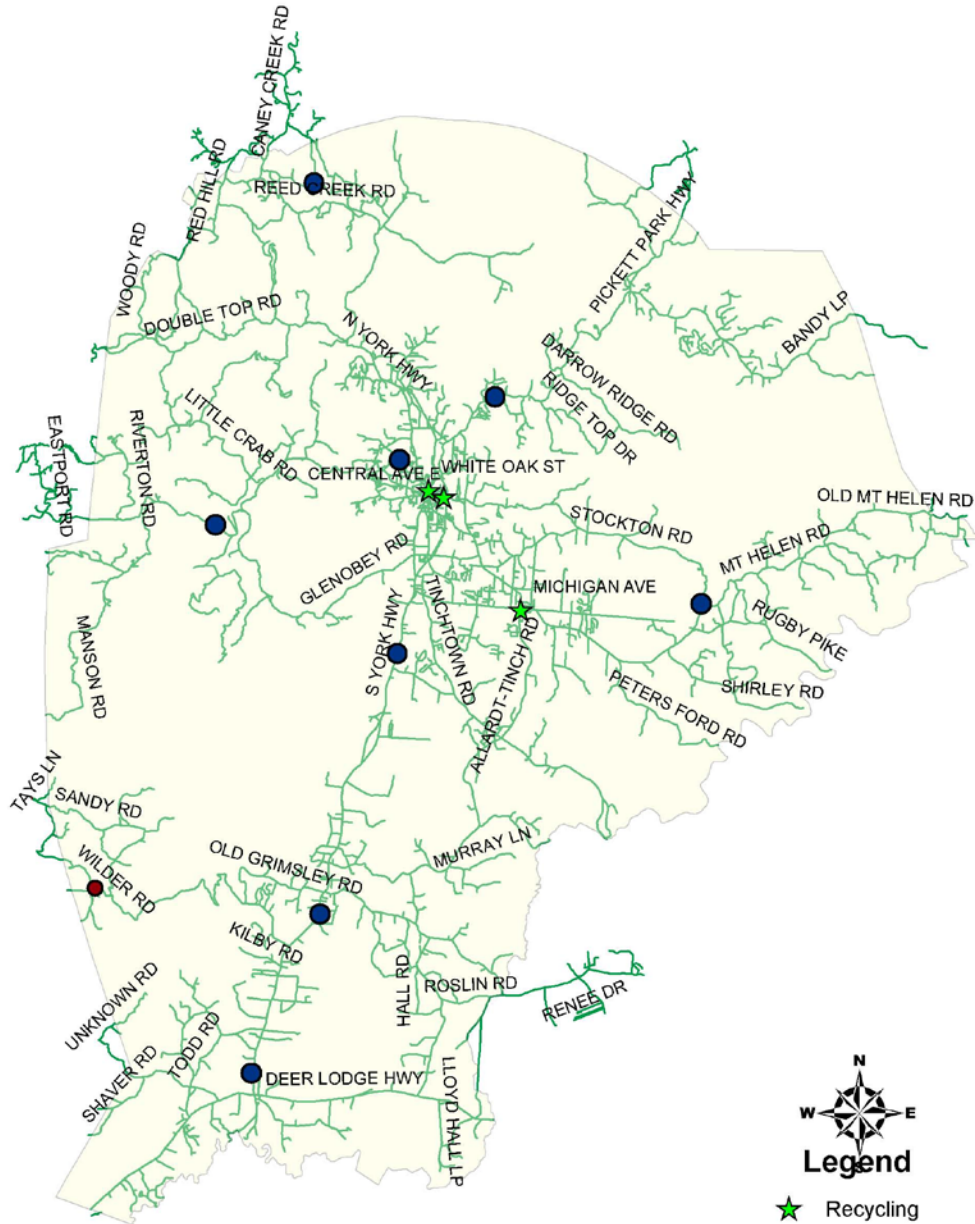 CANEY CREEK RD
RED HILL RD
REED CREEK RD
PICKETT PARK HWY
WOODY RD
DOUBLE TOP RD
N YORK HWY
BANDY LP
DARROW RIDGE RD
RIDGE TOP DR
LITTLE CRAB RD
RIVERTON RD
EASTPORT RD
CENTRAL AVE E
WHITE OAK ST
STOCKTON RD
OLD MT HELEN RD
MT HELEN RD
GLENOBEY RD
MICHIGAN AVE
TINCHTOWN RD
S YORK HWY
RUGBY PIKE
MANSON RD
ALLARDT-TINCH RD
PETERS FORD RD
SHIRLEY RD
TAYS LN
SANDY RD
MURRAY LN
OLD GRIMSLEY RD
WILDER RD
KILBY RD
HALL RD
ROSLIN RD
RENEE DR
UNKNOWN RD
TODD RD
SHAVER RD
DEER LODGE HWY
LLOYD HALL LP
N
W E
S
Legend
Recycling